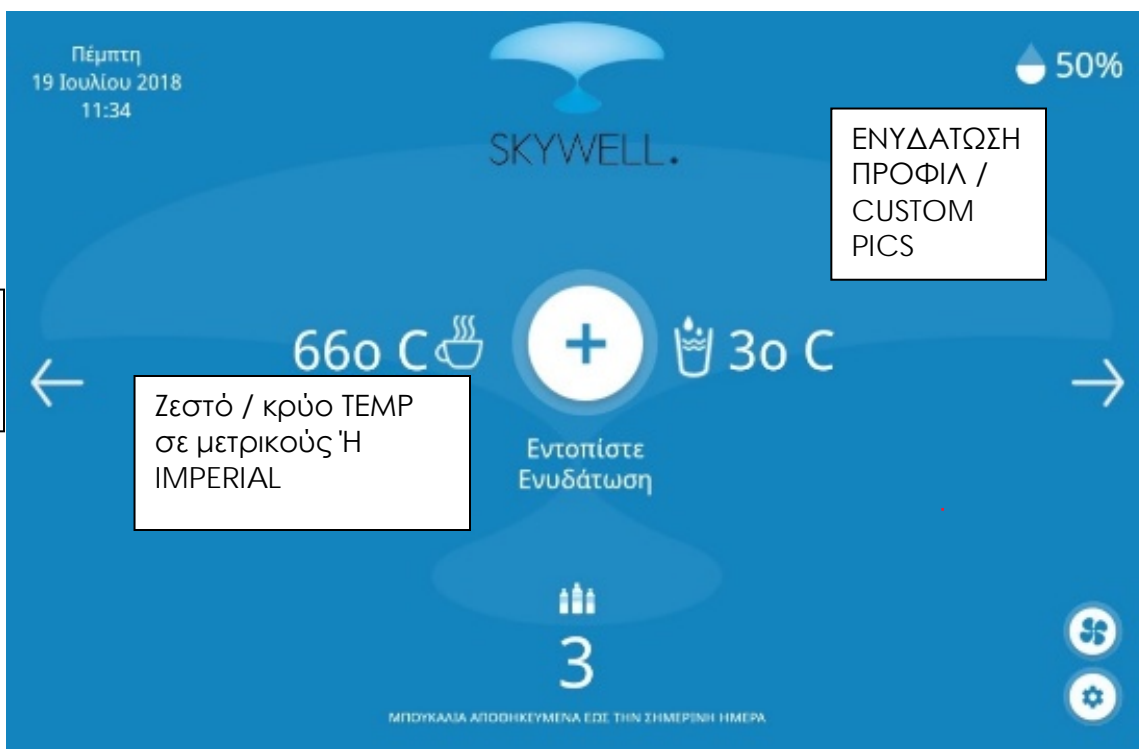 Πέμπτη
19 Ιουλίου 2018
11:34
50%
SKYWELL.
ΕΝΥΔΑΤΩΣΗ
ΠΡΟΦΙΛ /
CUSTOM
PICS
66o C
+
3o C
Ζεστό / κρύο TEMP
σε μετρικούς Ή
IMPERIAL
Εντοπίστε
Ενυδάτωση
3
ΜΠΟΥΚΑΛΙΑ ΑΠΟΘΗΚΕΥΜΕΝΑ ΕΩΣ ΤΗΝ ΣΗΜΕΡΙΝΗ ΗΜΕΡΑ